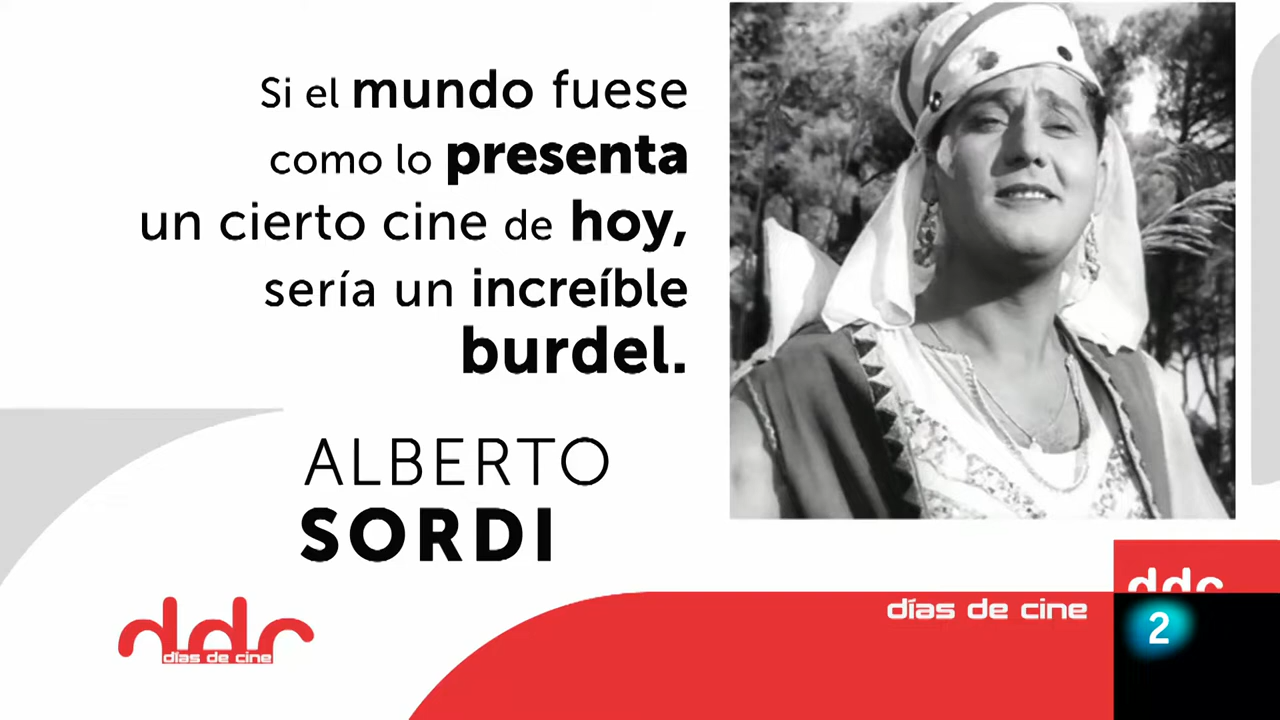 Si el mundo fuese
como lo presenta
un cierto cine de hoy,
sería un increíble
burdel.
ALBERTO
SORDI
ddc
días de cine
días de cine
ddc
2